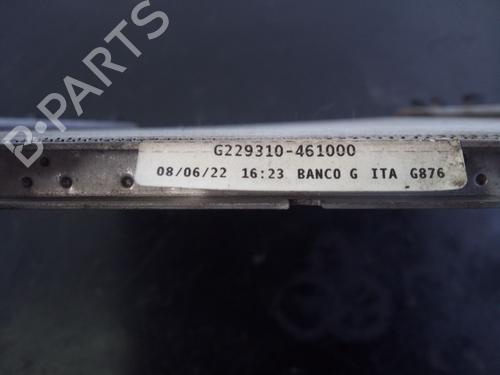 B-PARTS
G229310-461000
08/06/22 16:23 BANCO G ITA G876